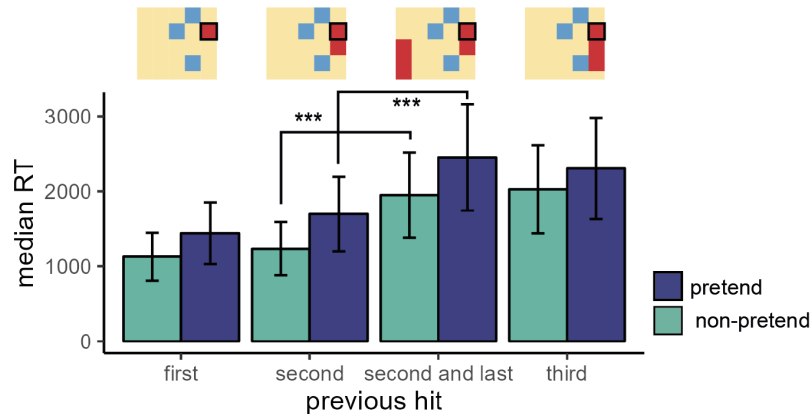 3000
2000
1000
0
median RT
***
***
first
second
second and last
third
previous hit
pretend
non-pretend